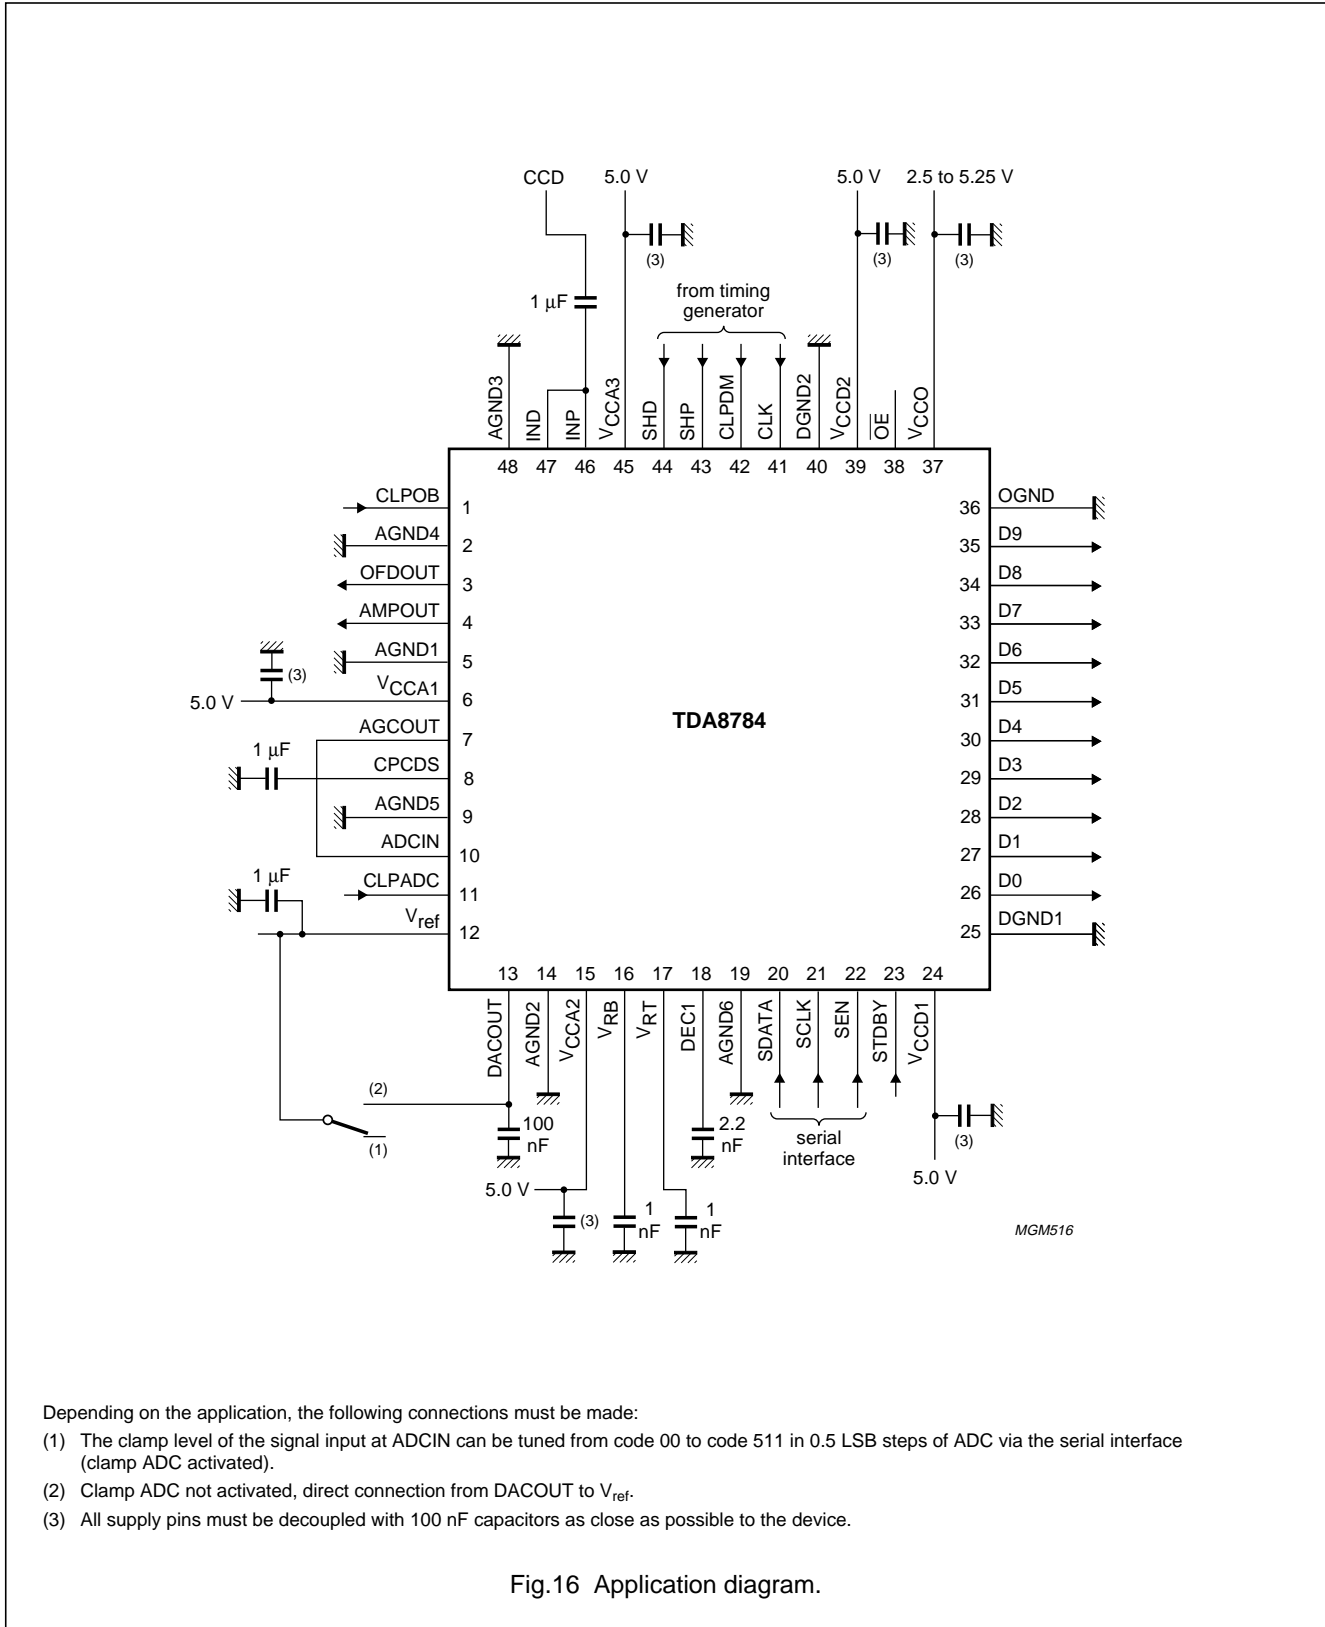 CCD
5.0 V
5.0 V
2.5 to 5.25 V
(3)
(3)
(3)
1 μF
from timing
generator
AGND3
IND
INP
VCCA3
SHD
SHP
CLPDM
CLK
DGND2
VCCD2
OE
VCCO
48 47 46 45 44 43 42 41 40 39 38 37
CLPOB 1
AGND4 2
OFDOUT 3
AMPOUT 4
AGND1 5
(3)
5.0 V
VCCA1 6
AGCOUT 7
1 μF
CPCDS 8
AGND5 9
ADCIN 10
1 μF
CLPADC 11
Vref 12
TDA8784
36 OGND
35 D9
34 D8
33 D7
32 D6
31 D5
30 D4
29 D3
28 D2
27 D1
26 D0
25 DGND1
13 14 15 16 17 18 19 20 21 22 23 24
DACOUT
AGND2
VCCA2
VRB
VRT
DEC1
AGND6
SDATA
SCLK
SEN
STDBY
VCCD1
(2)
(1)
100
nF
2.2
nF
serial
interface
(3)
5.0 V
5.0 V
(3)
1
nF
1
nF
MGM516
Depending on the application, the following connections must be made:
(1) The clamp level of the signal input at ADCIN can be tuned from code 00 to code 511 in 0.5 LSB steps of ADC via the serial interface
(clamp ADC activated).
(2) Clamp ADC not activated, direct connection from DACOUT to Vref.
(3) All supply pins must be decoupled with 100 nF capacitors as close as possible to the device.
Fig.16 Application diagram.